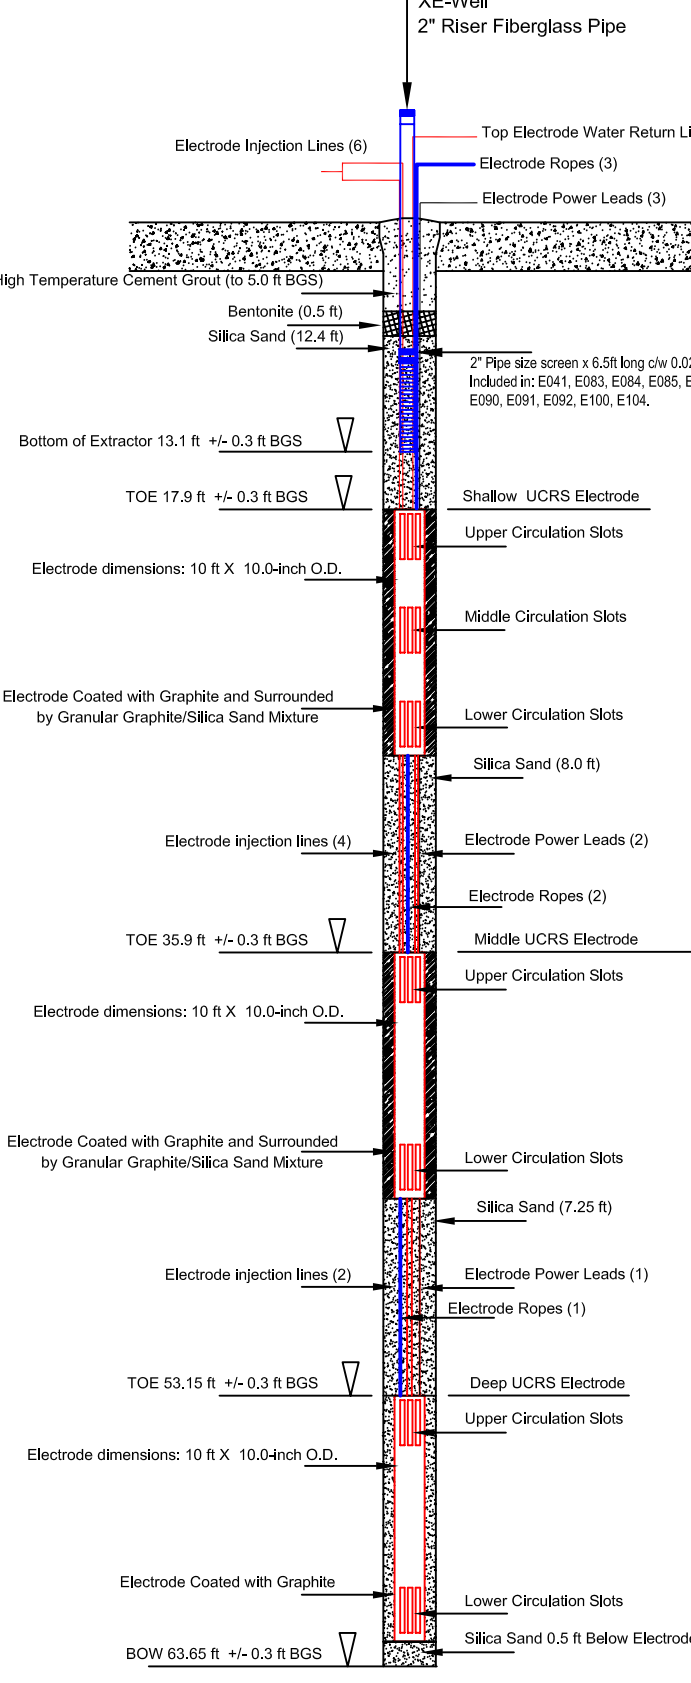 XE-Well
2" Riser Fiberglass Pipe
Top Electrode Water Return Li
Electrode Injection Lines (6)
Electrode Ropes (3)
Electrode Power Leads (3)
High Temperature Cement Grout (to 5.0 ft BGS)
Bentonite (0.5 ft)
Silica Sand (12.4 ft)
2" Pipe size screen x 6.5ft long c/w 0.02
Included in: E041, E083, E084, E085, E
E090, E091, E092, E100, E104.
Bottom of Extractor 13.1 ft +/- 0.3 ft BGS
TOE 17.9 ft +/- 0.3 ft BGS
Shallow UCRS Electrode
Upper Circulation Slots
Electrode dimensions: 10 ft X 10.0-inch O.D.
Middle Circulation Slots
Electrode Coated with Graphite and Surrounded
by Granular Graphite/Silica Sand Mixture
Lower Circulation Slots
Silica Sand (8.0 ft)
Electrode injection lines (4)
Electrode Power Leads (2)
Electrode Ropes (2)
TOE 35.9 ft +/- 0.3 ft BGS
Middle UCRS Electrode
Upper Circulation Slots
Electrode dimensions: 10 ft X 10.0-inch O.D.
Electrode Coated with Graphite and Surrounded
by Granular Graphite/Silica Sand Mixture
Lower Circulation Slots
Silica Sand (7.25 ft)
Electrode injection lines (2)
Electrode Power Leads (1)
Electrode Ropes (1)
TOE 53.15 ft +/- 0.3 ft BGS
Deep UCRS Electrode
Upper Circulation Slots
Electrode dimensions: 10 ft X 10.0-inch O.D.
Electrode Coated with Graphite
Lower Circulation Slots
Silica Sand 0.5 ft Below Electrode
BOW 63.65 ft +/- 0.3 ft BGS